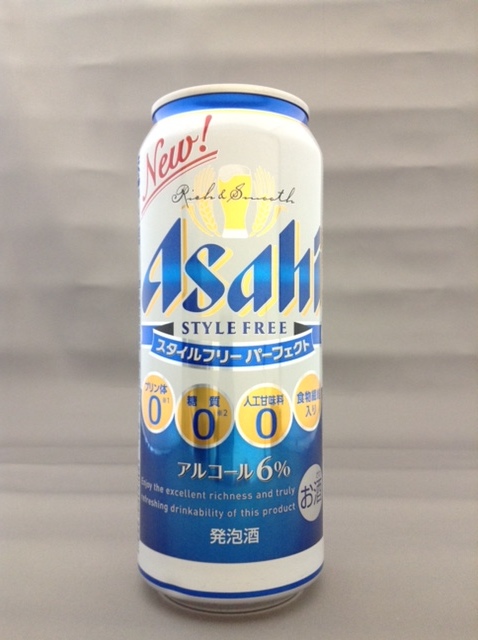 New!
Rich & Smooth
Asahi
STYLE FREE
スタイルフリー パーフェクト
プリン体
0※1
糖質
0※2
人工甘味料
0
食物繊維
入り
アルコール6%
お酒
Enjoy the excellent richness and truly
refreshing drinkability of this product
発泡酒